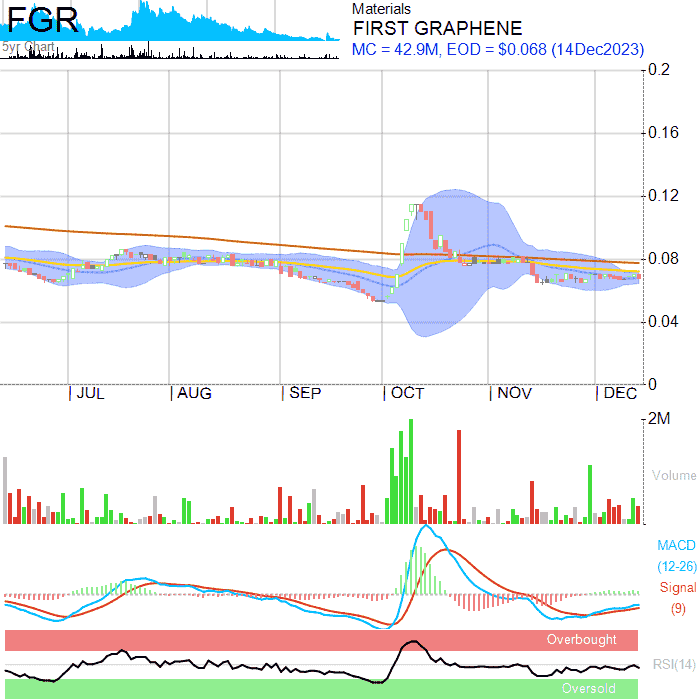 FGR
5yr Chart
Materials
FIRST GRAPHENE
MC = 42.9M, EOD = $0.068 (14Dec2023)
0.2
0.16
0.12
0.08
0.04
0
JUL AUG SEP OCT NOV DEC
2M
Volume
MACD
(12-26)
Signal
(9)
Overbought
RSI(14)
Oversold